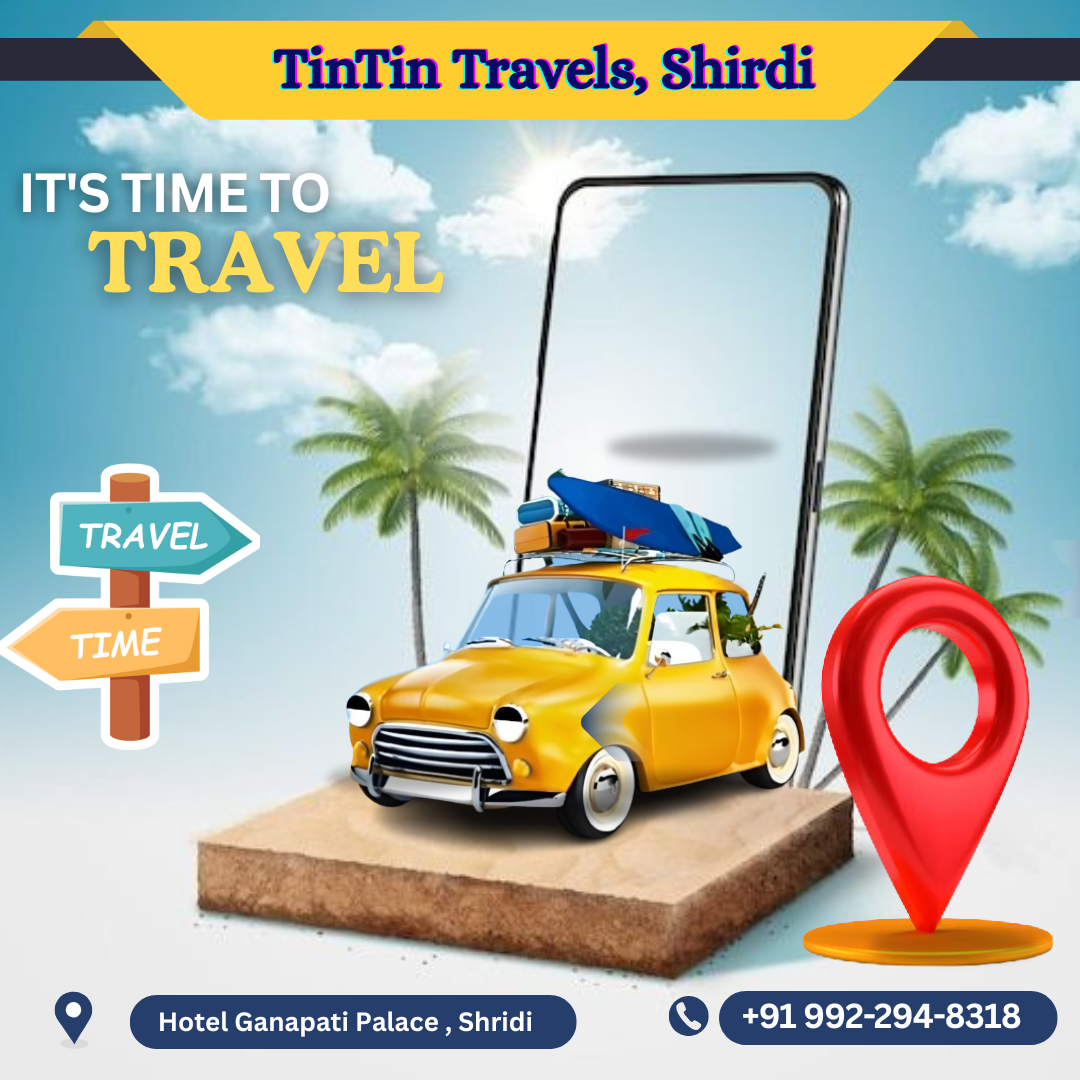 TinTin Travels, Shirdi
IT'S TIME TO
TRAVEL
TRAVEL
TIME
Hotel Ganapati Palace , Shridi
+91 992-294-8318